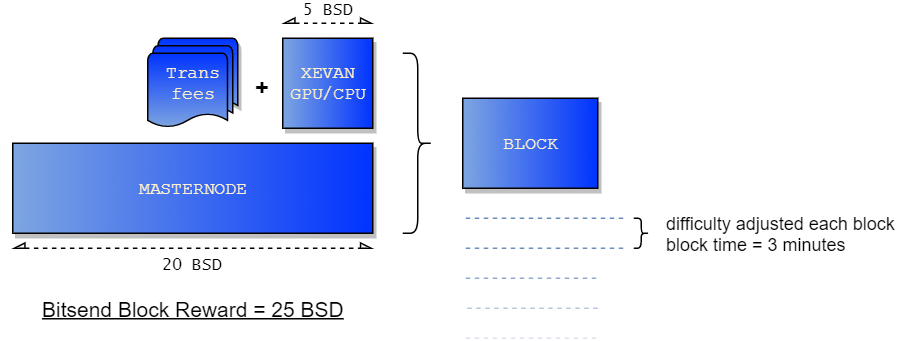 5 BSD
Trans
fees
+
XEVAN
GPU/CPU
BLOCK
MASTERNODE
difficulty adjusted each block
block time = 3 minutes
20 BSD
Bitsend Block Reward = 25 BSD